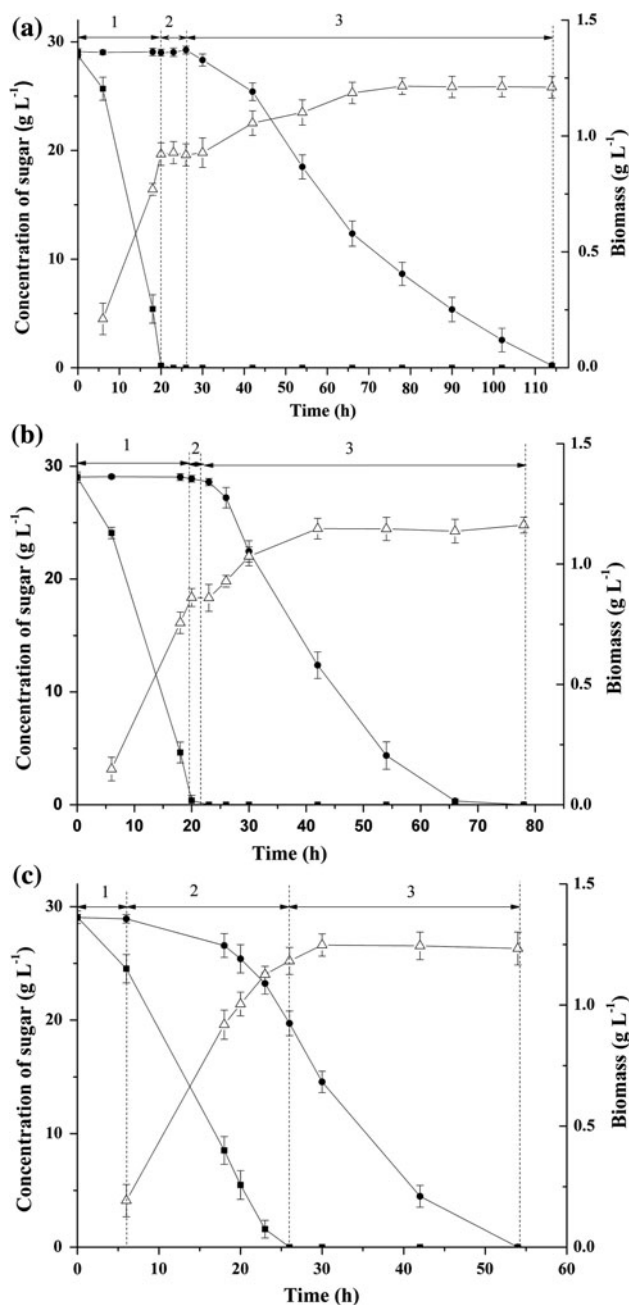 (a)
1 2 3
30 1.5
20 1.0
10 0.5
0 0.0
Concentration of sugar (g L⁻¹)
Biomass (g L⁻¹)
0 10 20 30 40 50 60 70 80 90 100 110
Time (h)
(b)
1 2 3
30 1.5
20 1.0
10 0.5
0 0.0
Concentration of sugar (g L⁻¹)
Biomass (g L⁻¹)
0 10 20 30 40 50 60 70 80
Time (h)
(c)
1 2 3
30 1.5
20 1.0
10 0.5
0 0.0
Concentration of sugar (g L⁻¹)
Biomass (g L⁻¹)
0 10 20 30 40 50 60
Time (h)